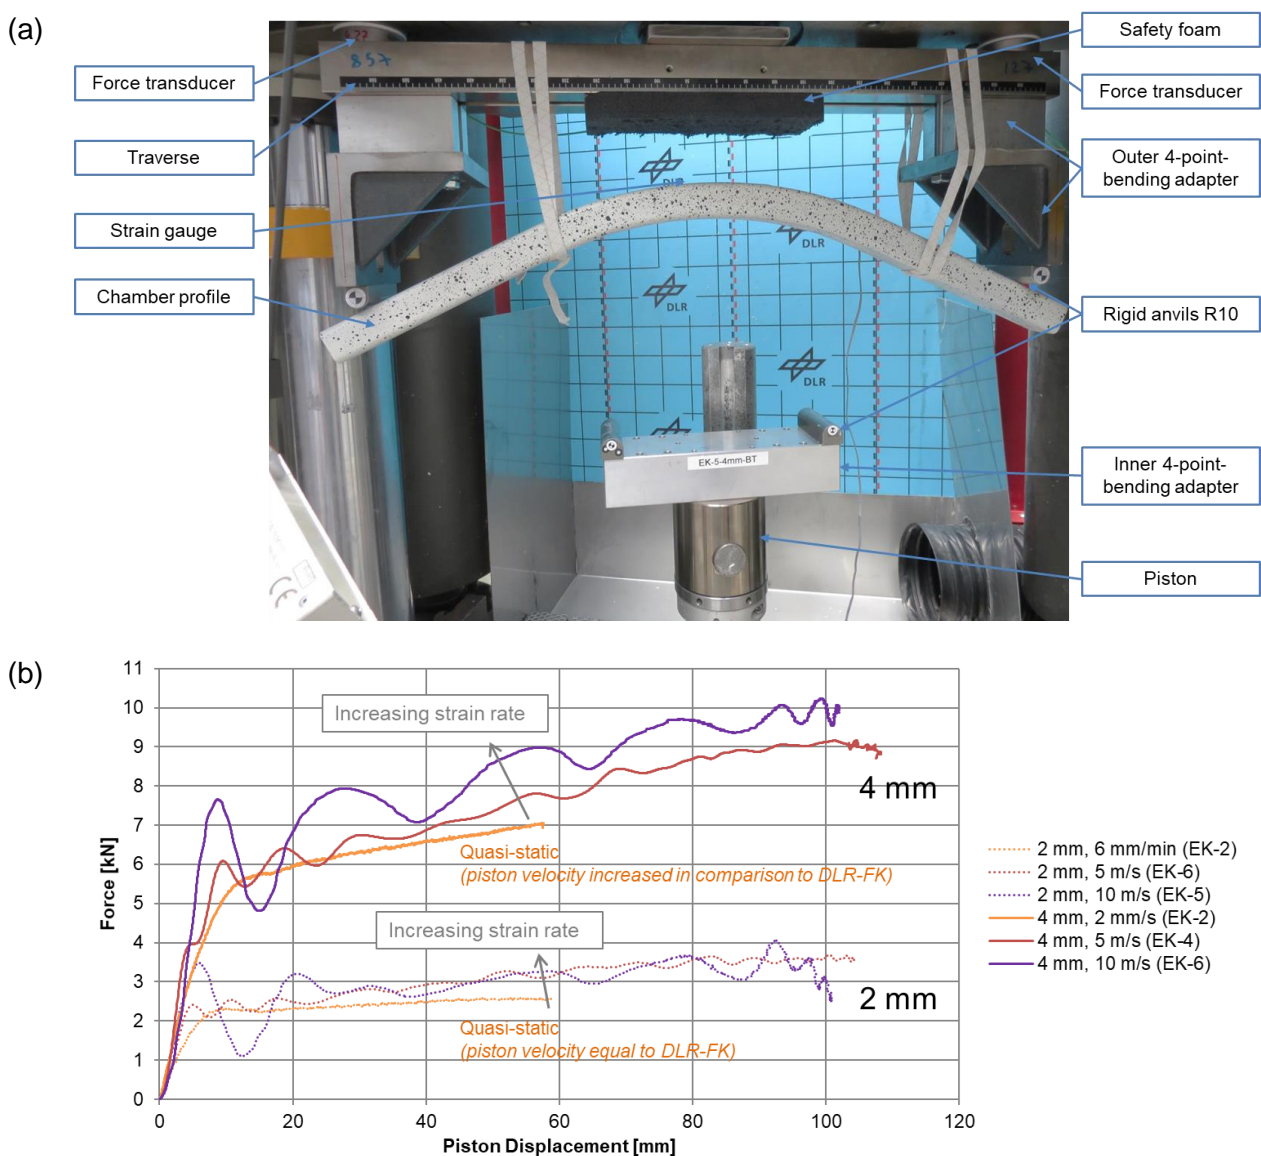 (a)
Force transducer
Traverse
Strain gauge
Chamber profile
Safety foam
Force transducer
Outer 4-point-
bending adapter
Rigid anvils R10
Inner 4-point-
bending adapter
Piston
857
127
DLR
DLR
DLR
EK-5-4mm-BT
(b)
Force [kN]
11
10
9
8
7
6
5
4
3
2
1
0
0 20 40 60 80 100 120
Piston Displacement [mm]
Increasing strain rate
4 mm
Quasi-static
(piston velocity increased in comparison to DLR-FK)
Increasing strain rate
2 mm
Quasi-static
(piston velocity equal to DLR-FK)
2 mm, 6 mm/min (EK-2)
2 mm, 5 m/s (EK-6)
2 mm, 10 m/s (EK-5)
4 mm, 2 mm/s (EK-2)
4 mm, 5 m/s (EK-4)
4 mm, 10 m/s (EK-6)